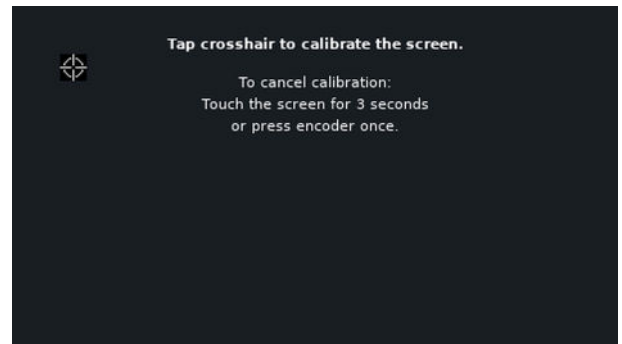 Tap crosshair to calibrate the screen.
To cancel calibration:
Touch the screen for 3 seconds
or press encoder once.